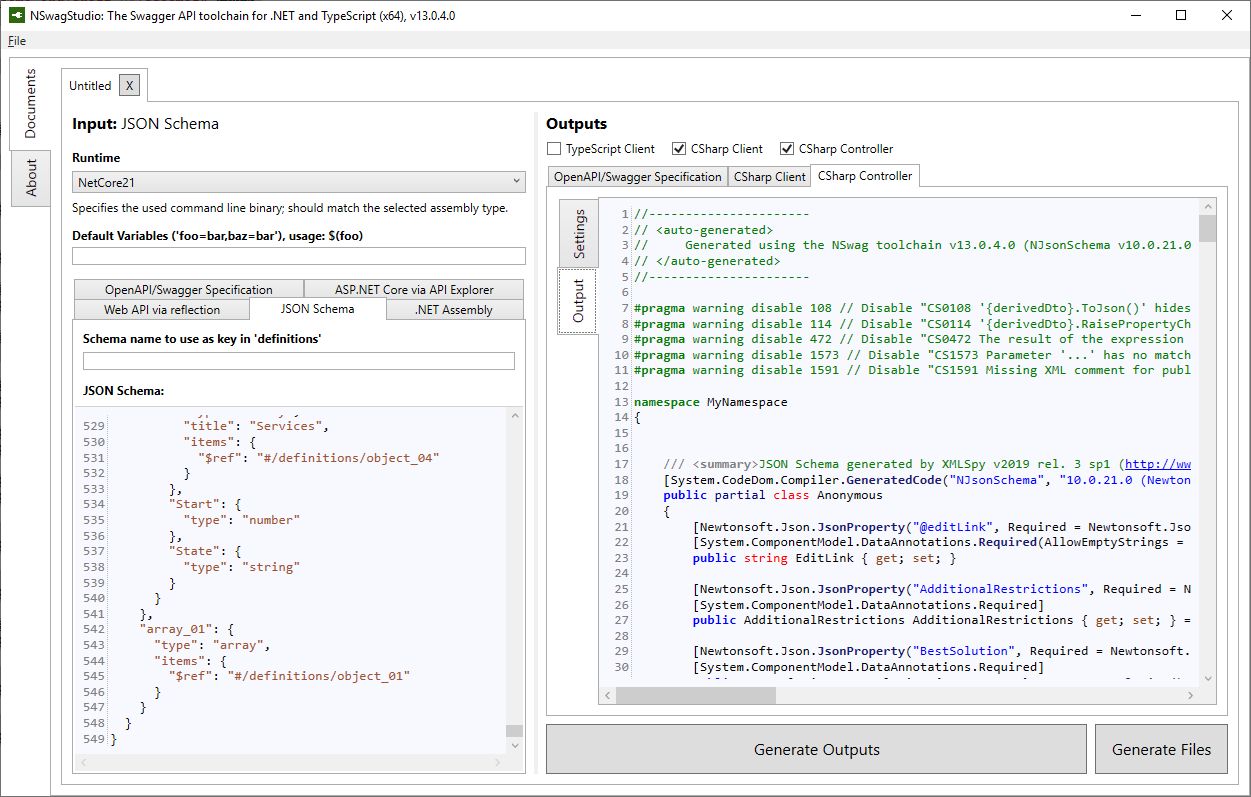 NSwagStudio: The Swagger API toolchain for .NET and TypeScript (x64), v13.0.4.0
File
Documents
About
Untitled X
Input: JSON Schema
Runtime
NetCore21
Specifies the used command line binary; should match the selected assembly type.
Default Variables ('foo=bar,baz=bar'), usage: $(foo)
OpenAPI/Swagger Specification
ASP.NET Core via API Explorer
Web API via reflection
JSON Schema
.NET Assembly
Schema name to use as key in 'definitions'
JSON Schema:
529 "title": "Services",
530 "items": {
531 "$ref": "#/definitions/object_04"
532 }
533 },
534 "Start": {
535 "type": "number"
536 },
537 "State": {
538 "type": "string"
539 }
540 }
541 },
542 "array_01": {
543 "type": "array",
544 "items": {
545 "$ref": "#/definitions/object_01"
546 }
547 }
548 }
549 }
Outputs
TypeScript Client
CSharp Client
CSharp Controller
OpenAPI/Swagger Specification
CSharp Client
CSharp Controller
Settings
Output
1 //----------------------
2 // <auto-generated>
3 //     Generated using the NSwag toolchain v13.0.4.0 (NJsonSchema v10.0.21.0
4 // </auto-generated>
5 //----------------------
6
7 #pragma warning disable 108 // Disable "CS0108 '{derivedDto}.ToJson()' hides
8 #pragma warning disable 114 // Disable "CS0114 '{derivedDto}.RaisePropertyCh
9 #pragma warning disable 472 // Disable "CS0472 The result of the expression
10 #pragma warning disable 1573 // Disable "CS1573 Parameter '...' has no match
11 #pragma warning disable 1591 // Disable "CS1591 Missing XML comment for publ
12
13 namespace MyNamespace
14 {
15
16
17 /// <summary>JSON Schema generated by XMLSpy v2019 rel. 3 sp1 (http://ww
18 [System.CodeDom.Compiler.GeneratedCode("NJsonSchema", "10.0.21.0 (Newton
19 public partial class Anonymous
20 {
21 [Newtonsoft.Json.JsonProperty("@editLink", Required = Newtonsoft.Jso
22 [System.ComponentModel.DataAnnotations.Required(AllowEmptyStrings =
23 public string EditLink { get; set; }
24
25 [Newtonsoft.Json.JsonProperty("AdditionalRestrictions", Required = N
26 [System.ComponentModel.DataAnnotations.Required]
27 public AdditionalRestrictions AdditionalRestrictions { get; set; } =
28
29 [Newtonsoft.Json.JsonProperty("BestSolution", Required = Newtonsoft.
30 [System.ComponentModel.DataAnnotations.Required]
Generate Outputs
Generate Files